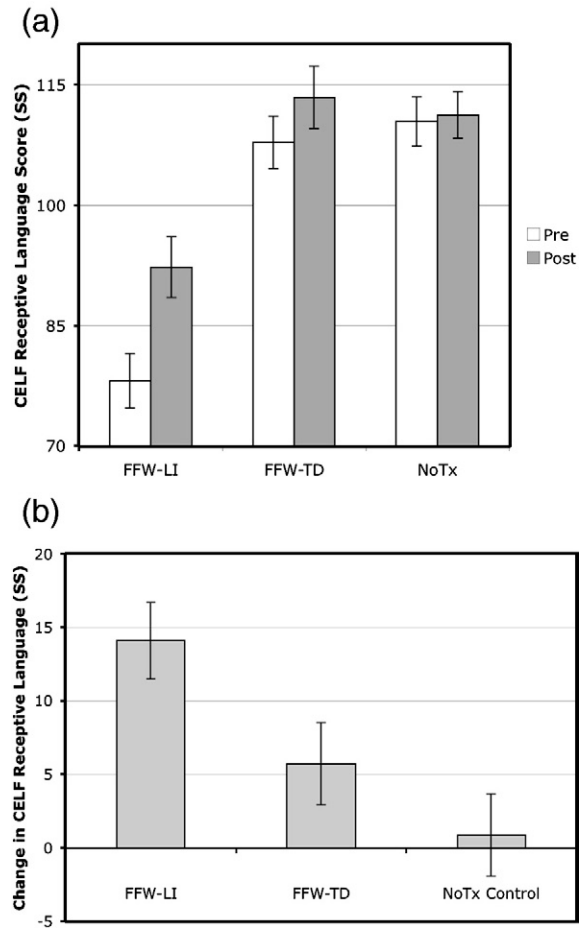 (a)
CELF Receptive Language Score (SS)
115
100
85
70
Pre
Post
FFW-LI FFW-TD NoTx
(b)
Change in CELF Receptive Language (SS)
20
15
10
5
0
-5
FFW-LI FFW-TD NoTx Control